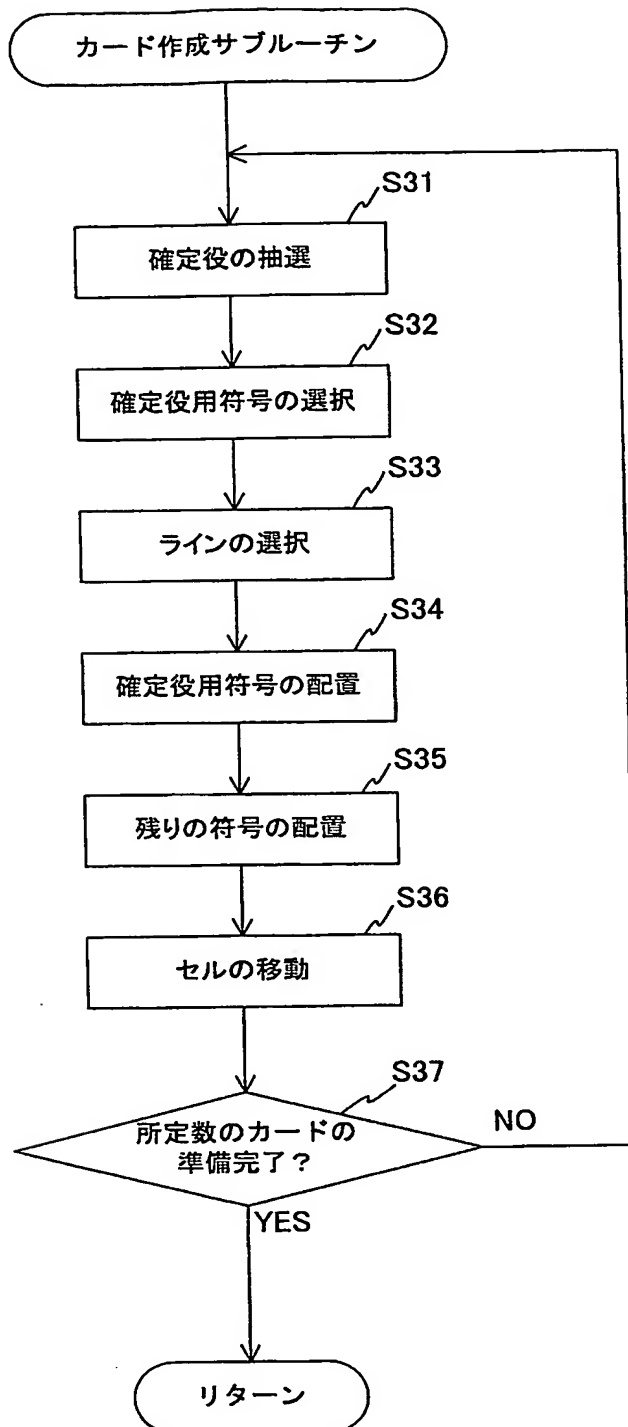 カード作成サブルーチン
S31
確定役の抽選
S32
確定役用符号の選択
S33
ラインの選択
S34
確定役用符号の配置
S35
残りの符号の配置
S36
セルの移動
S37
所定数のカードの
準備完了？
NO
YES
リターン